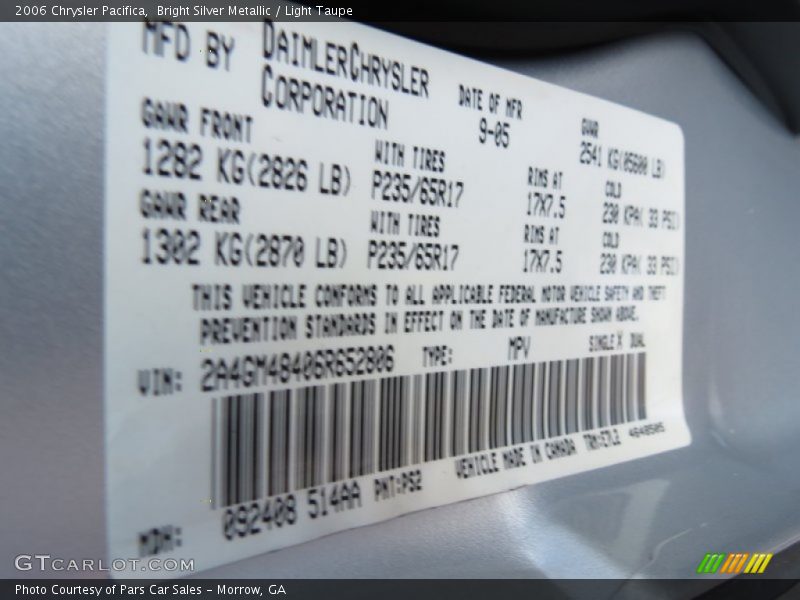 2006 Chrysler Pacifica, Bright Silver Metallic / Light Taupe
MFD BY DAIMLERCHRYSLER CORPORATION
DATE OF MFR 9-05
GVWR 2541 KG(05600 LB)
GAWR FRONT 1282 KG(2826 LB)
WITH TIRES P235/65R17
RIMS AT 17X7.5
COLD 230 KPA( 33 PSI)
GAWR REAR 1302 KG(2870 LB)
WITH TIRES P235/65R17
RIMS AT 17X7.5
COLD 230 KPA( 33 PSI)
THIS VEHICLE CONFORMS TO ALL APPLICABLE FEDERAL MOTOR VEHICLE SAFETY AND THEFT
PREVENTION STANDARDS IN EFFECT ON THE DATE OF MANUFACTURE SHOWN ABOVE.
VIN: 2A4GM48406R652806 TYPE: MPV SINGLE X DUAL
VEHICLE MADE IN CANADA TRM:E7L2 4648505
MDH: 092408 514AA PNT:PS2
GTCARLOT.COM
Photo Courtesy of Pars Car Sales - Morrow, GA